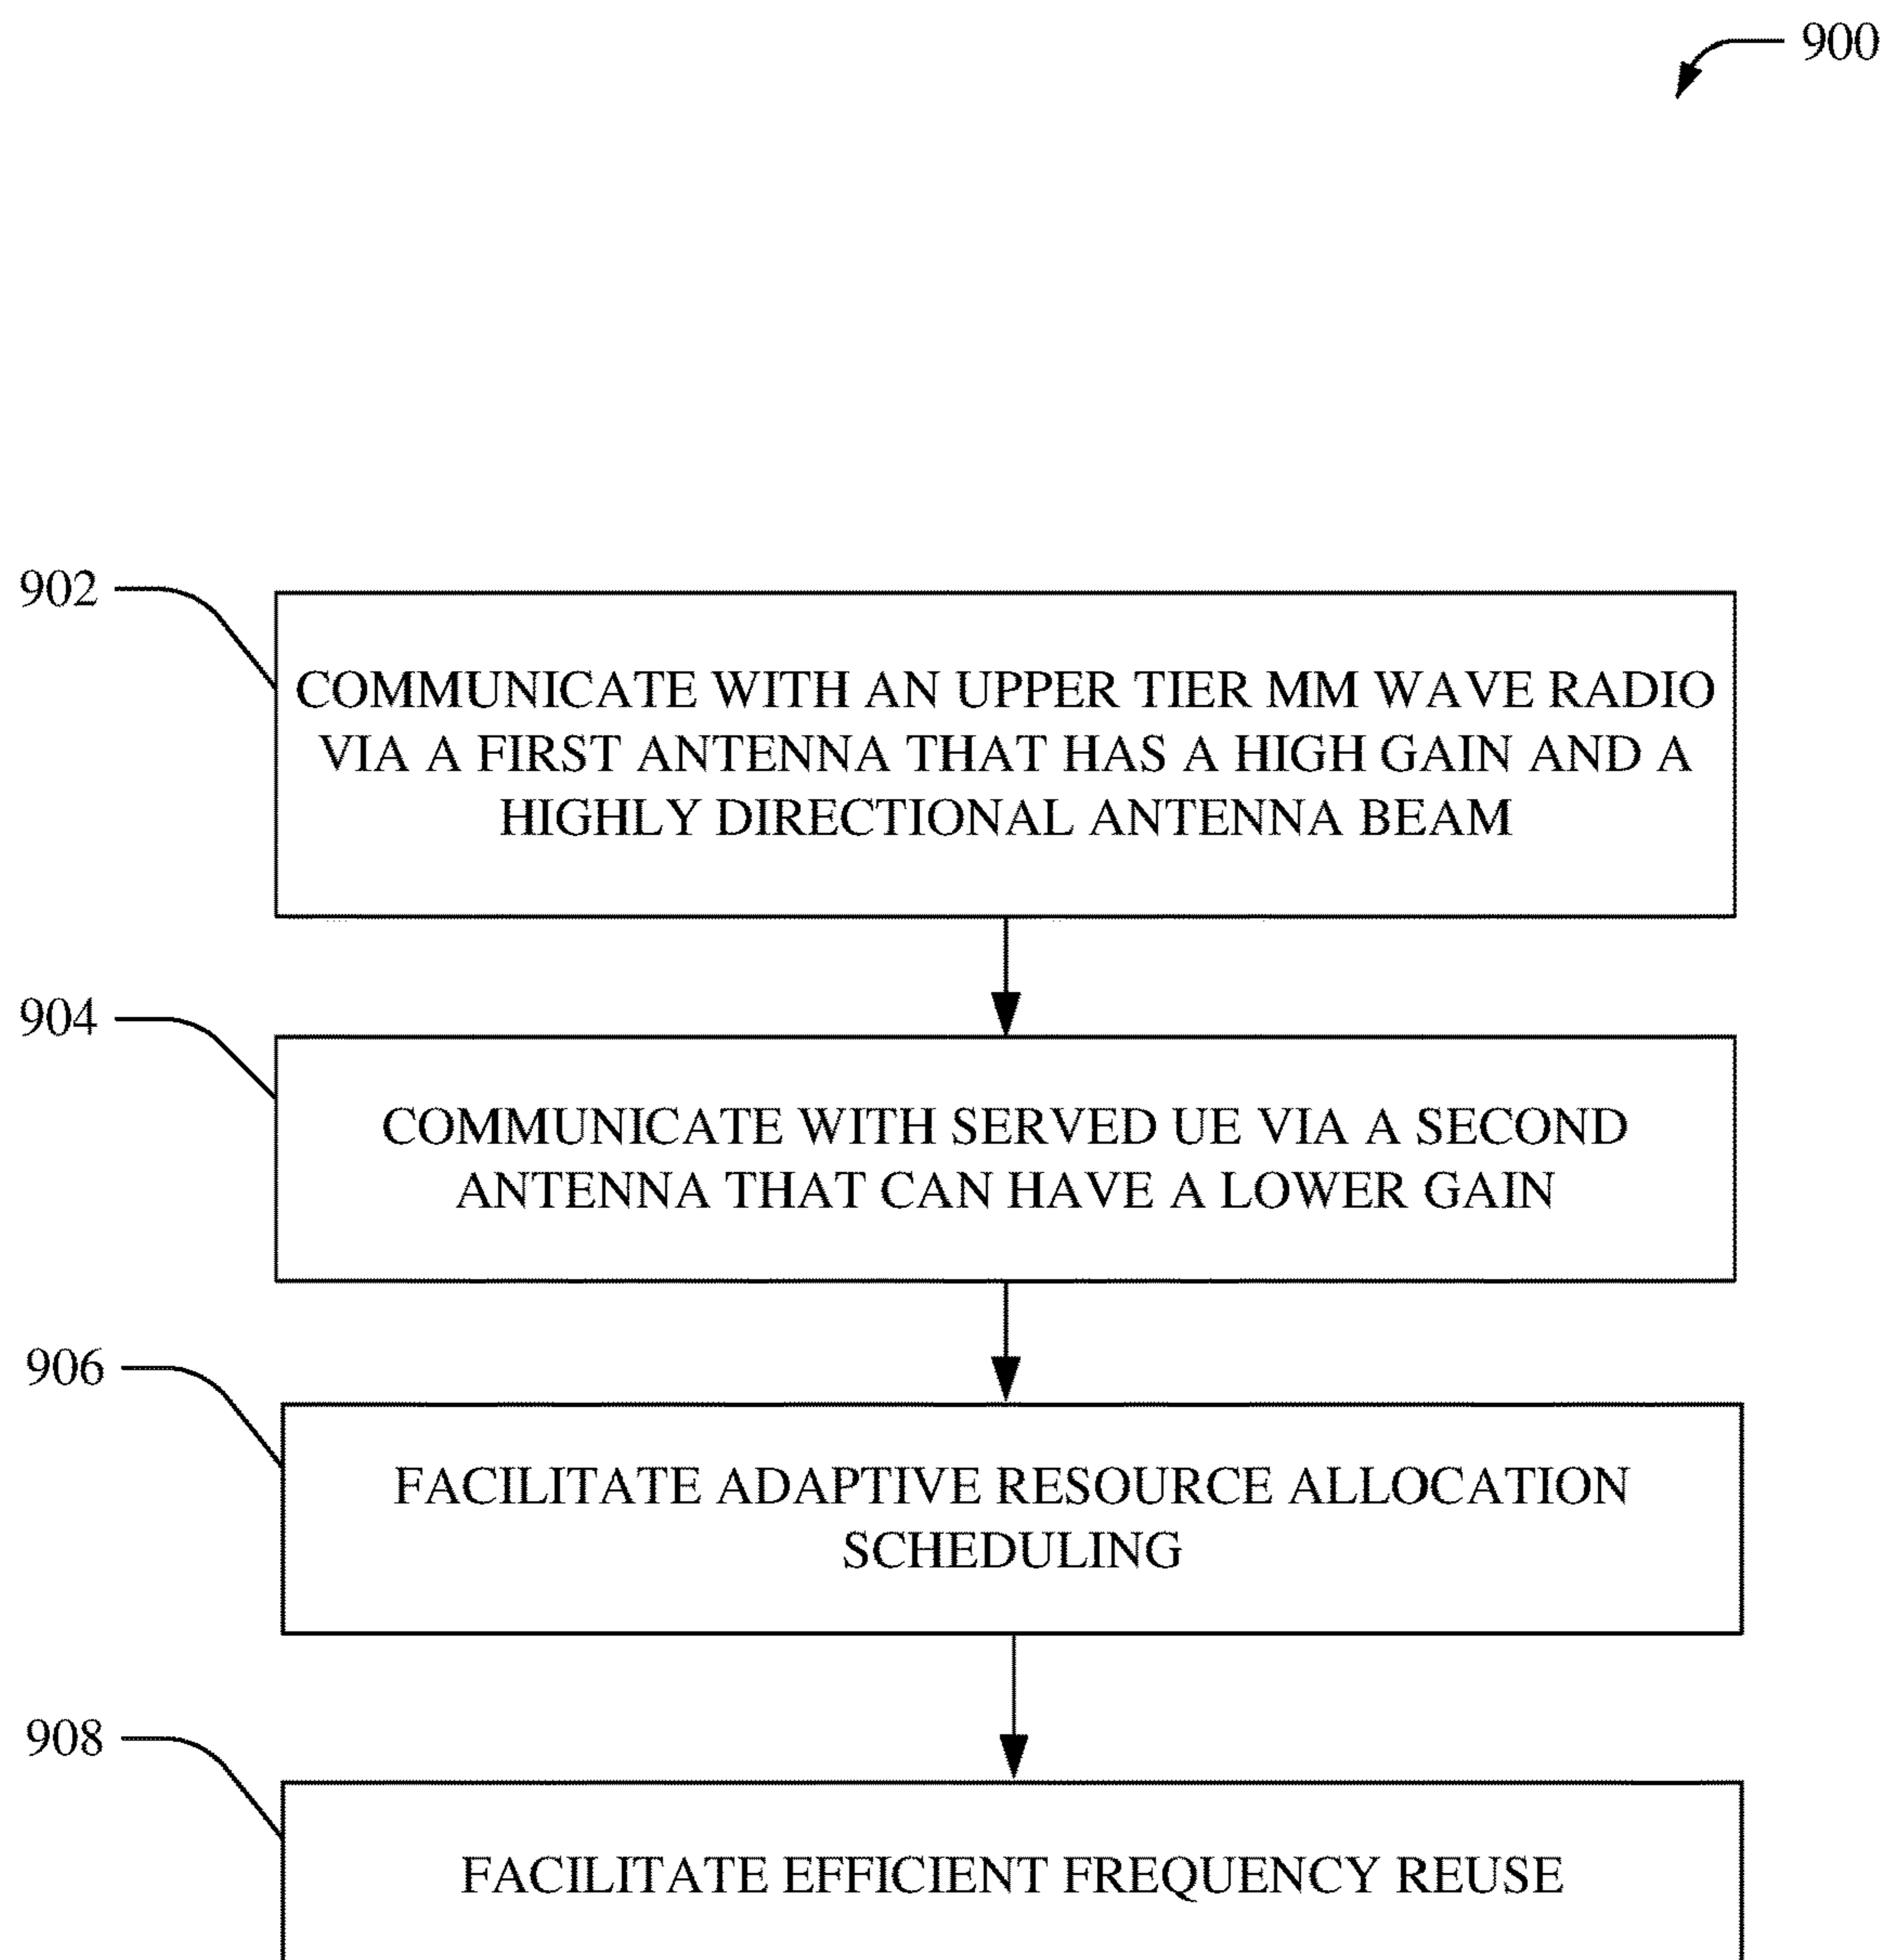 900
902
COMMUNICATE WITH AN UPPER TIER MM WAVE RADIO
VIA A FIRST ANTENNA THAT HAS A HIGH GAIN AND A
HIGHLY DIRECTIONAL ANTENNA BEAM
904
COMMUNICATE WITH SERVED UE VIA A SECOND
ANTENNA THAT CAN HAVE A LOWER GAIN
906
FACILITATE ADAPTIVE RESOURCE ALLOCATION
SCHEDULING
908
FACILITATE EFFICIENT FREQUENCY REUSE